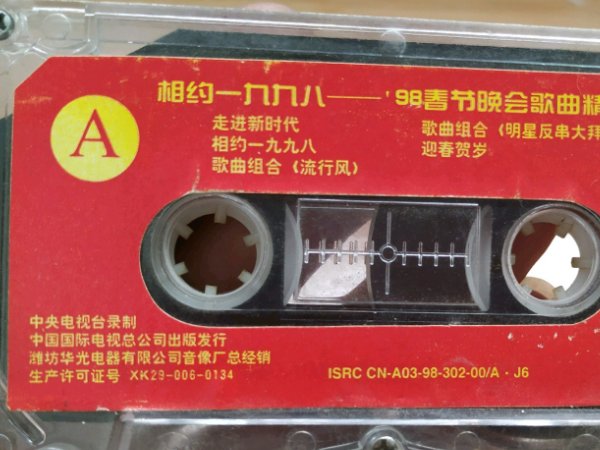 相约一九九八——'98春节晚会歌曲精
A
走进新时代
相约一九九八
歌曲组合（流行风）
歌曲组合（明星反串大拜
迎春贺岁
中央电视台录制
中国国际电视总公司出版发行
潍坊华光电器有限公司音像厂总经销
生产许可证号 XK29-006-0134
ISRC CN-A03-98-302-00/A · J6